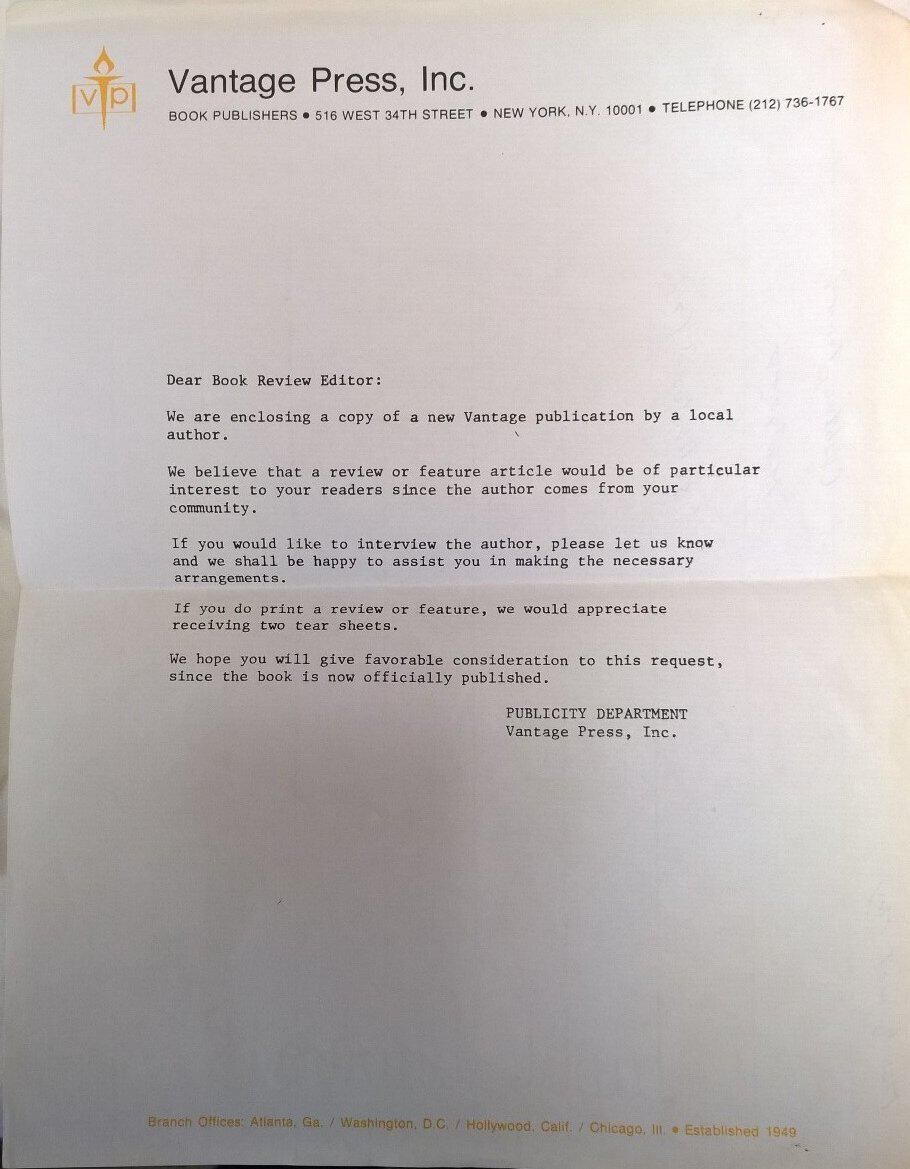 VP
Vantage Press, Inc.
BOOK PUBLISHERS ● 516 WEST 34TH STREET ● NEW YORK, N.Y. 10001 ● TELEPHONE (212) 736-1767
Dear Book Review Editor:
We are enclosing a copy of a new Vantage publication by a local
author.
We believe that a review or feature article would be of particular
interest to your readers since the author comes from your
community.
If you would like to interview the author, please let us know
and we shall be happy to assist you in making the necessary
arrangements.
If you do print a review or feature, we would appreciate
receiving two tear sheets.
We hope you will give favorable consideration to this request,
since the book is now officially published.
PUBLICITY DEPARTMENT
Vantage Press, Inc.
Branch Offices: Atlanta, Ga. / Washington, D.C. / Hollywood, Calif. / Chicago, Ill. ● Established 1949